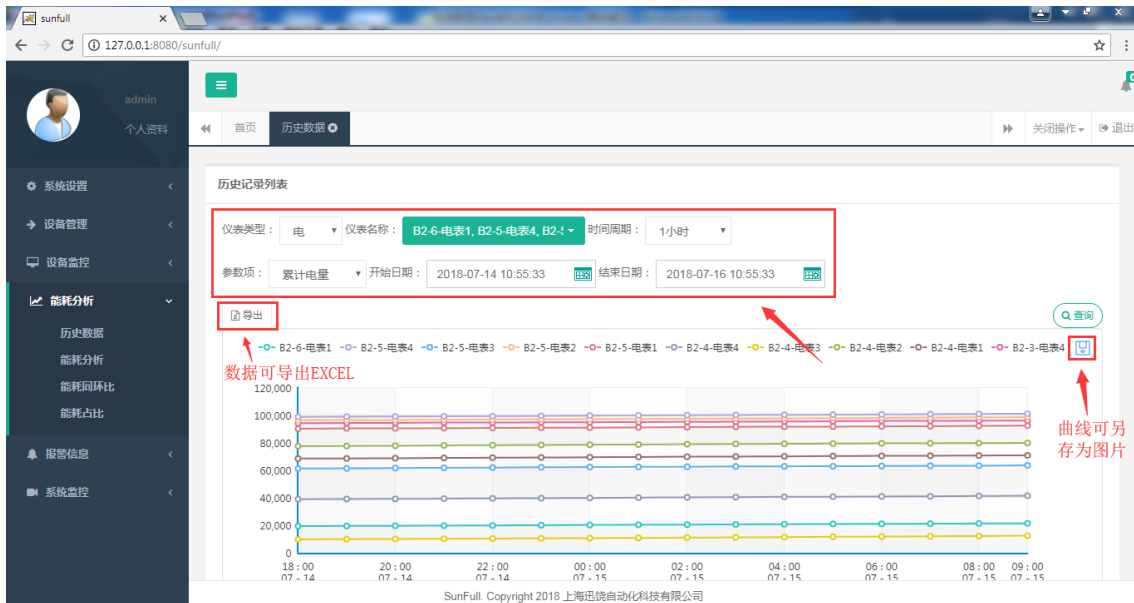 sunfull
127.0.0.1:8080/sunfull/
admin
个人资料
首页
历史数据
关闭操作
退出
系统设置
设备管理
设备监控
能耗分析
历史数据
能耗分析
能耗同环比
能耗占比
报警信息
系统监控
历史记录列表
仪表类型： 电 仪表名称： B2-6-电表1, B2-5-电表4, B2-5 时间周期： 1小时
参数项： 累计电量 开始日期： 2018-07-14 10:55:33 结束日期： 2018-07-16 10:55:33
导出
查询
B2-6-电表1 B2-5-电表4 B2-5-电表3 B2-5-电表2 B2-5-电表1 B2-4-电表4 B2-4-电表3 B2-4-电表2 B2-4-电表1 B2-3-电表4
数据可导出EXCEL
曲线可另
存为图片
120,000
100,000
80,000
60,000
40,000
20,000
0
18：00 20：00 22：00 00：00 02：00 04：00 06：00 08：00 09：00
07 - 14 07 - 14 07 - 14 07 - 15 07 - 15 07 - 15 07 - 15 07 - 15 07 - 15
SunFull. Copyright 2018 上海迅饶自动化科技有限公司